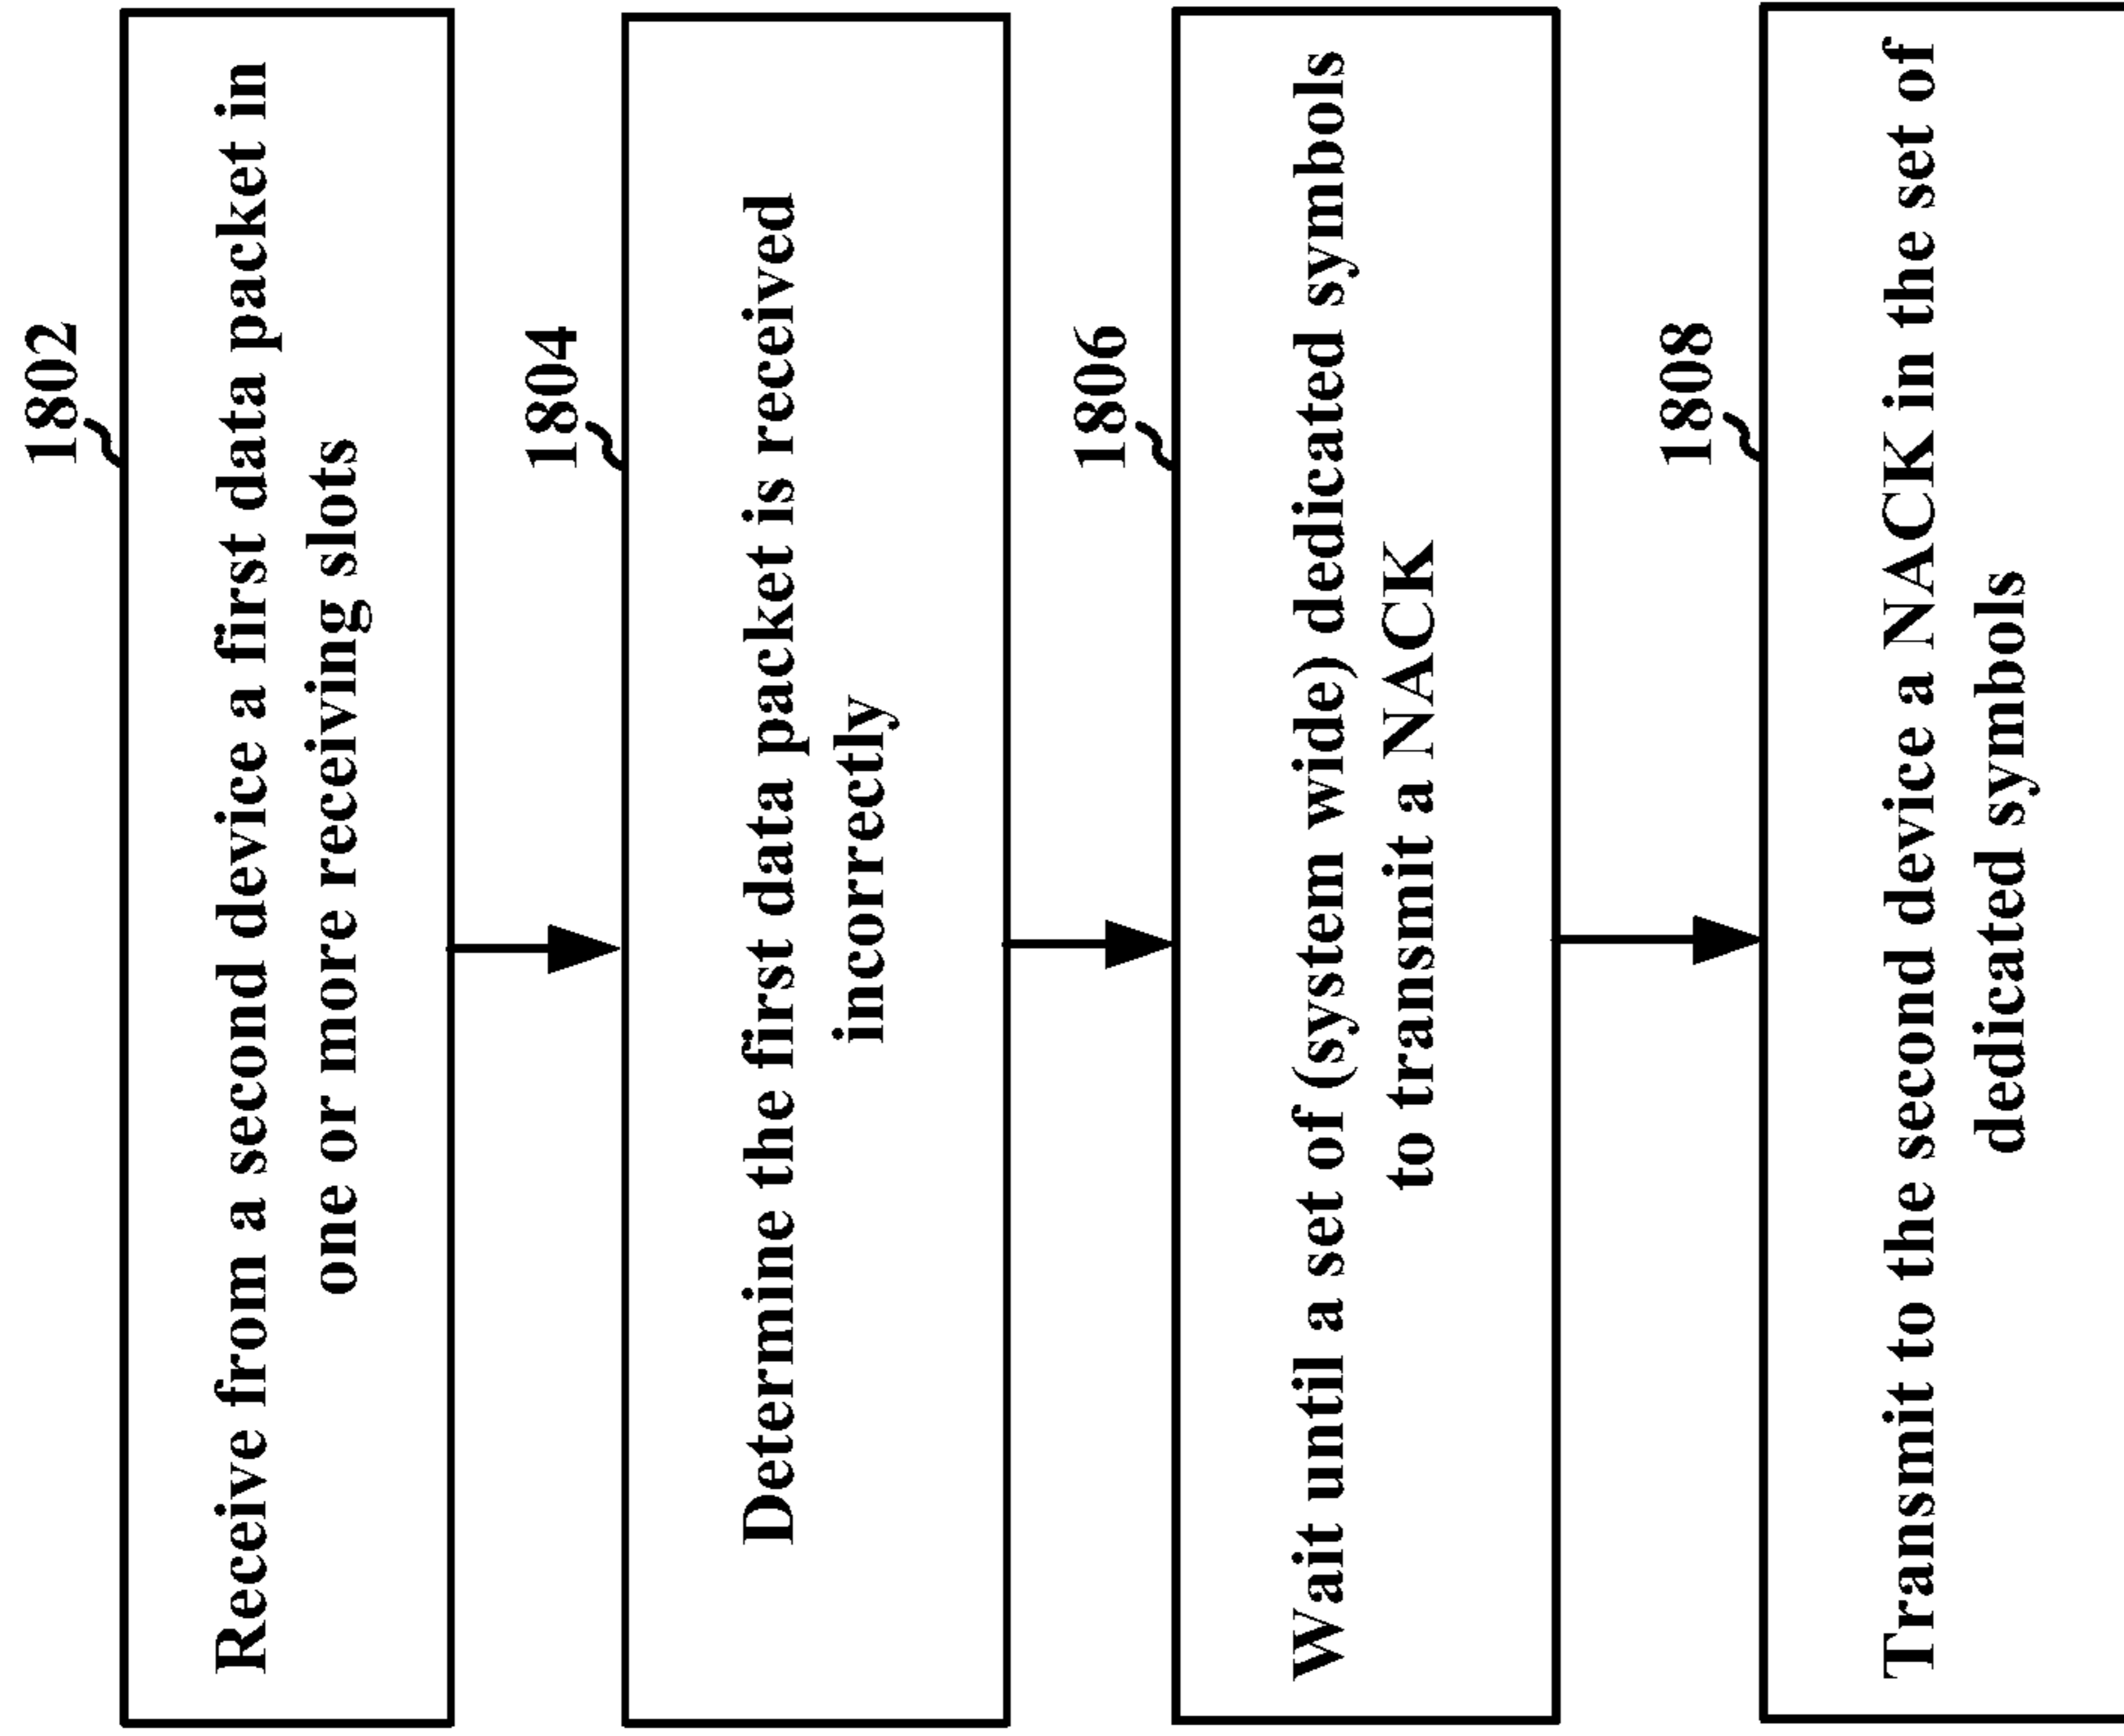 1802
Receive from a second device a first data packet in
one or more receiving slots
1804
Determine the first data packet is received
incorrectly
1806
Wait until a set of (system wide) dedicated symbols
to transmit a NACK
1808
Transmit to the second device a NACK in the set of
dedicated symbols